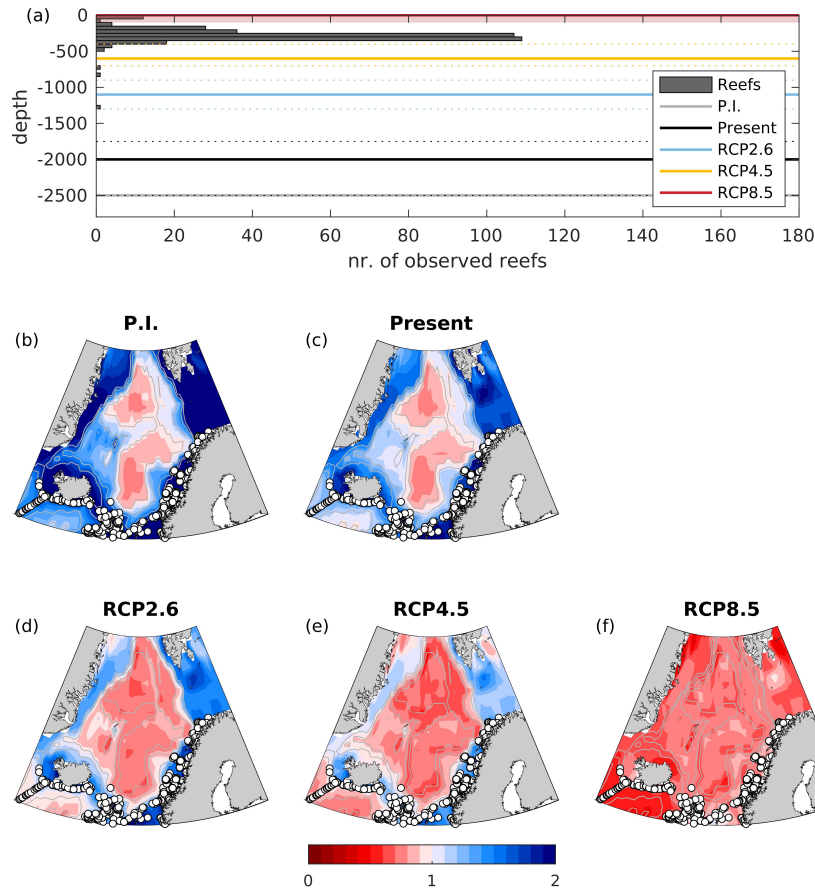 (a)
0
-500
-1000
-1500
-2000
-2500
depth
0 20 40 60 80 100 120 140 160 180
nr. of observed reefs
Reefs
P.I.
Present
RCP2.6
RCP4.5
RCP8.5
(b) P.I.
(c) Present
(d) RCP2.6
(e) RCP4.5
(f) RCP8.5
0 1 2